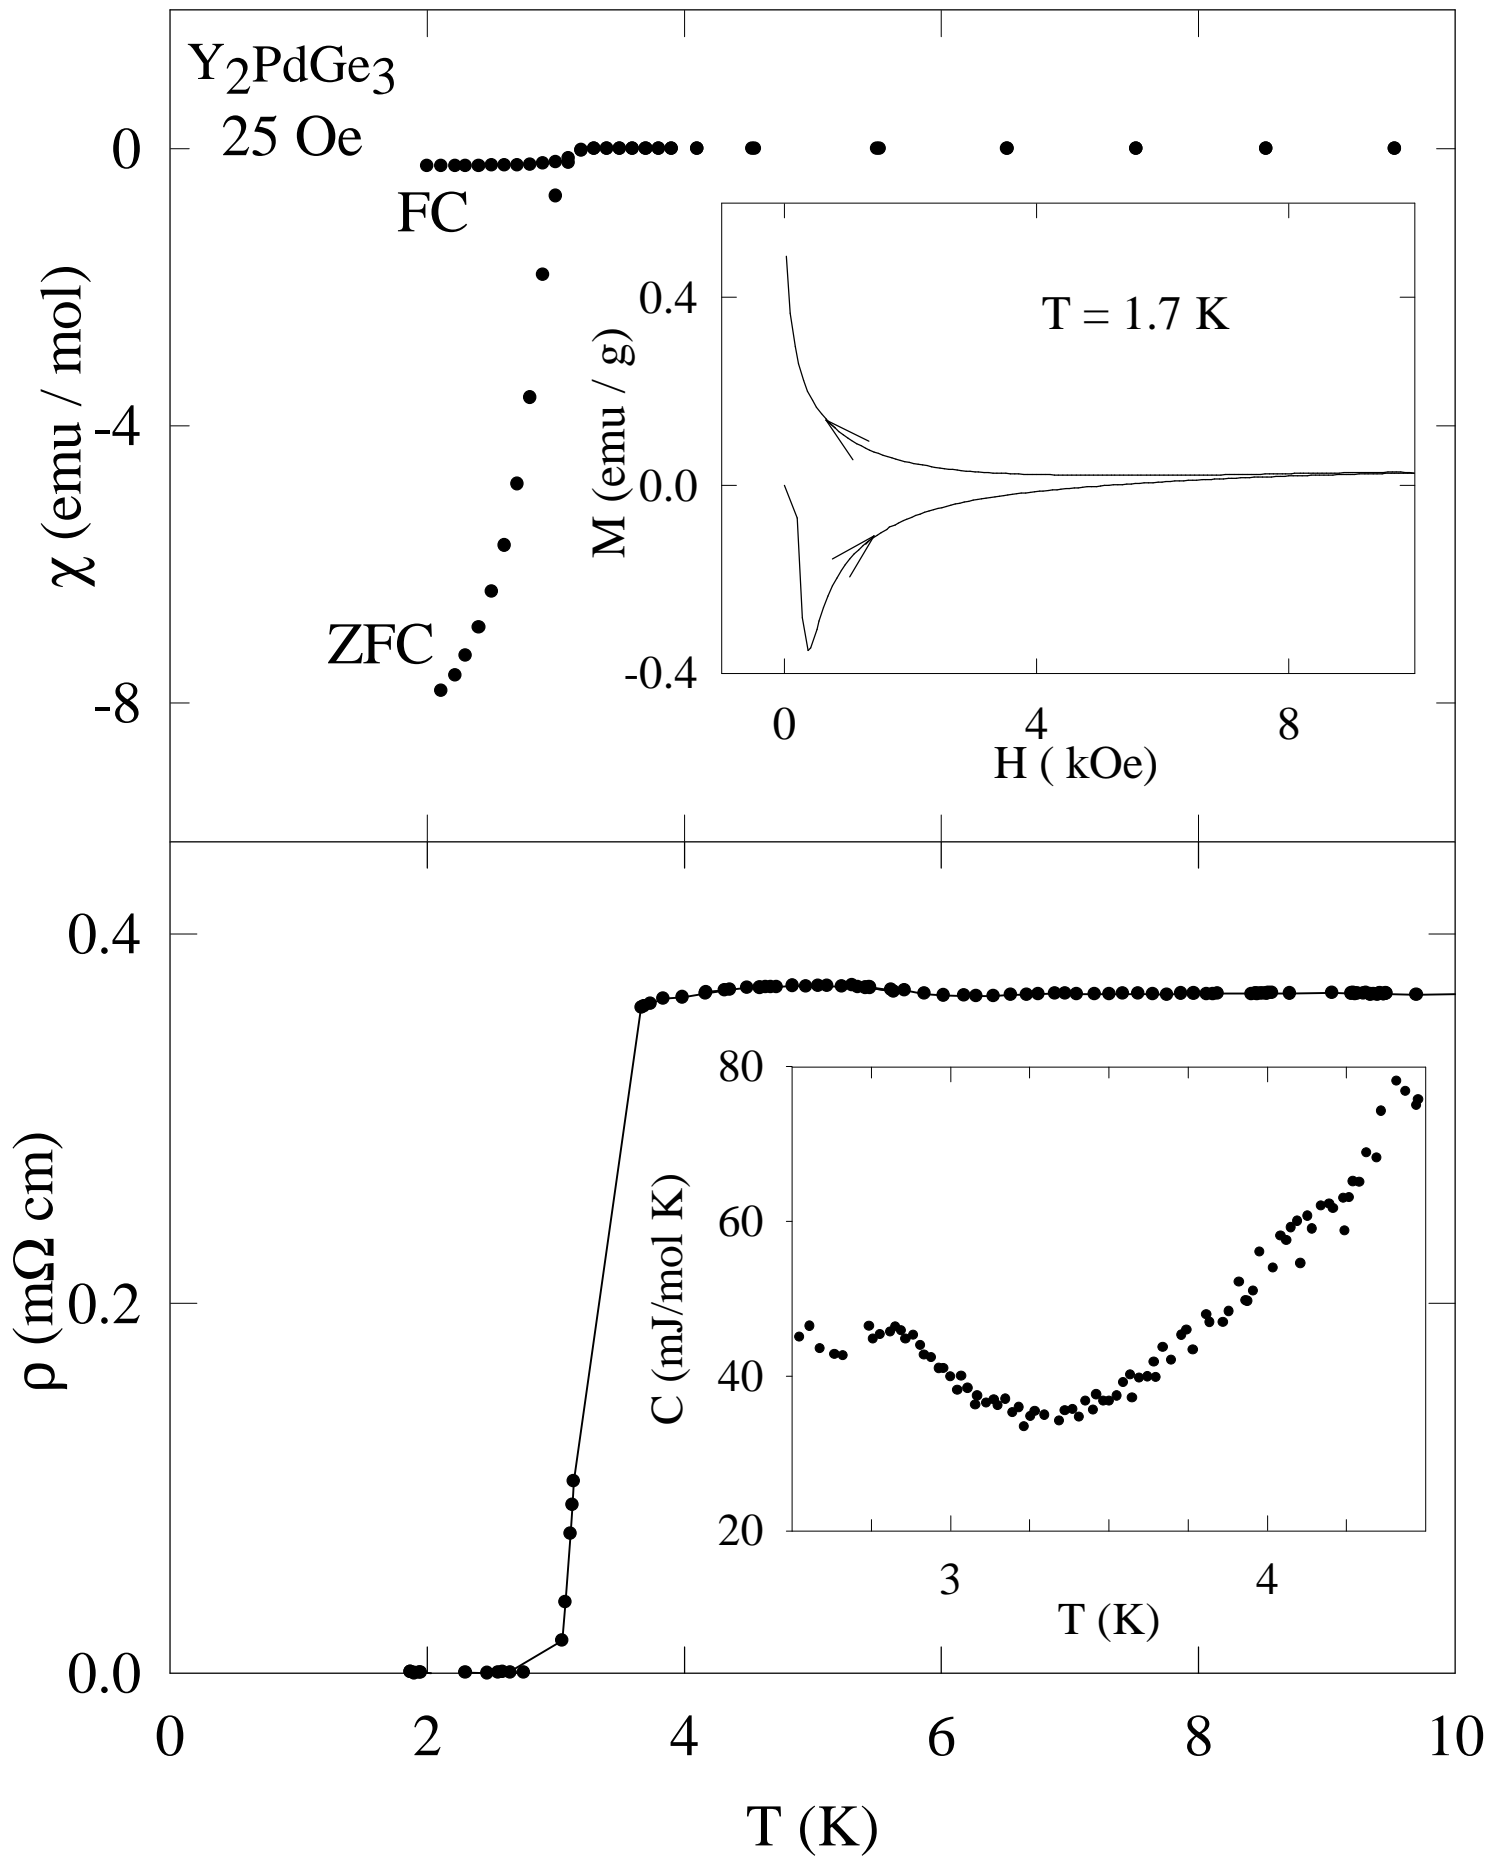 Y2PdGe3
25 Oe
0
-4
-8
χ (emu / mol)
FC
ZFC
T = 1.7 K
0.4
0.0
-0.4
M (emu / g)
0 4 8
H ( kOe)
0.4
0.2
0.0
ρ (mΩ cm)
80
60
40
20
C (mJ/mol K)
3 4
T (K)
0 2 4 6 8 10
T (K)